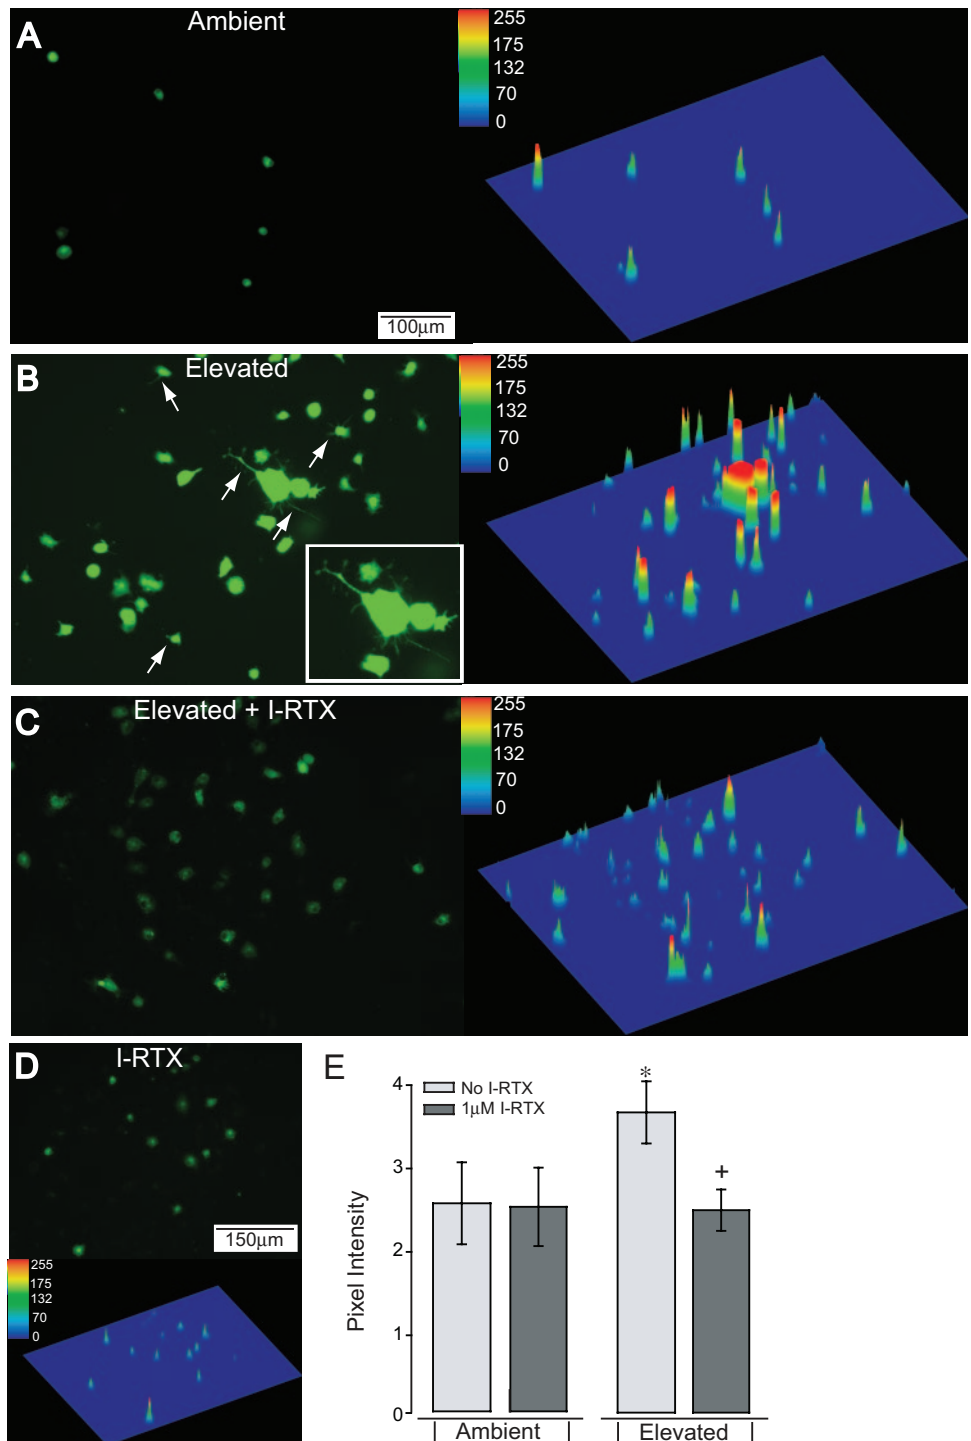 A
Ambient
255
175
132
70
0
100µm
B
Elevated
255
175
132
70
0
C
Elevated + I-RTX
255
175
132
70
0
D
I-RTX
150µm
255
175
132
70
0
E
No I-RTX
1µM I-RTX
Pixel Intensity
4
3
2
1
0
*
+
Ambient
Elevated